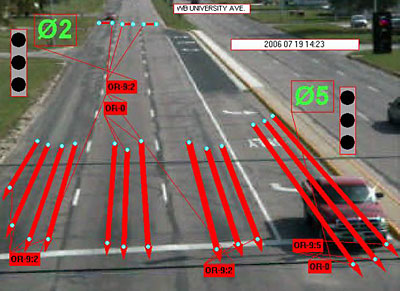 WB UNIVERSITY AVE.
Ø2
2006 07 19 14:23
OR-9:2
OR-0
Ø5
OR-9:2
OR-9:2
OR-9:5
OR-0